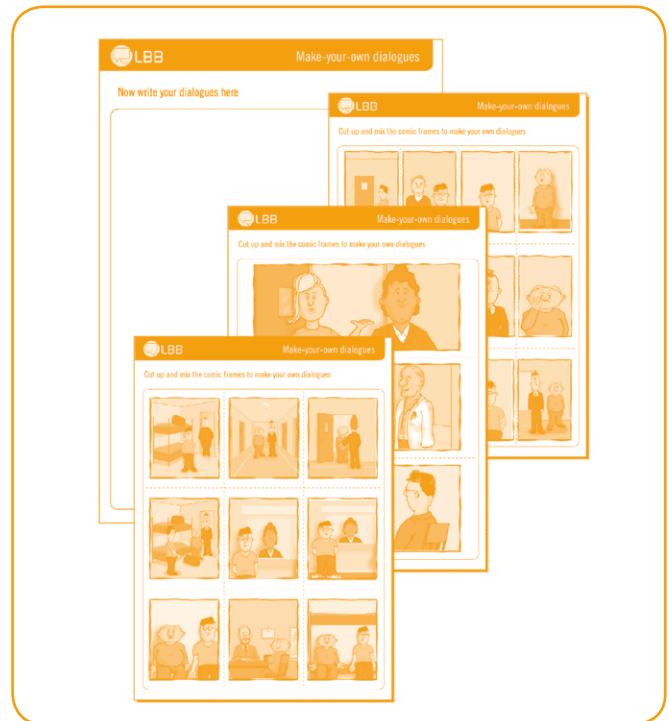 LBB
Make-your-own dialogues
Now write your dialogues here
LBB
Make-your-own dialogues
Cut up and mix the comic frames to make your own dialogues
LBB
Make-your-own dialogues
Cut up and mix the comic frames to make your own dialogues
LBB
Make-your-own dialogues
Cut up and mix the comic frames to make your own dialogues